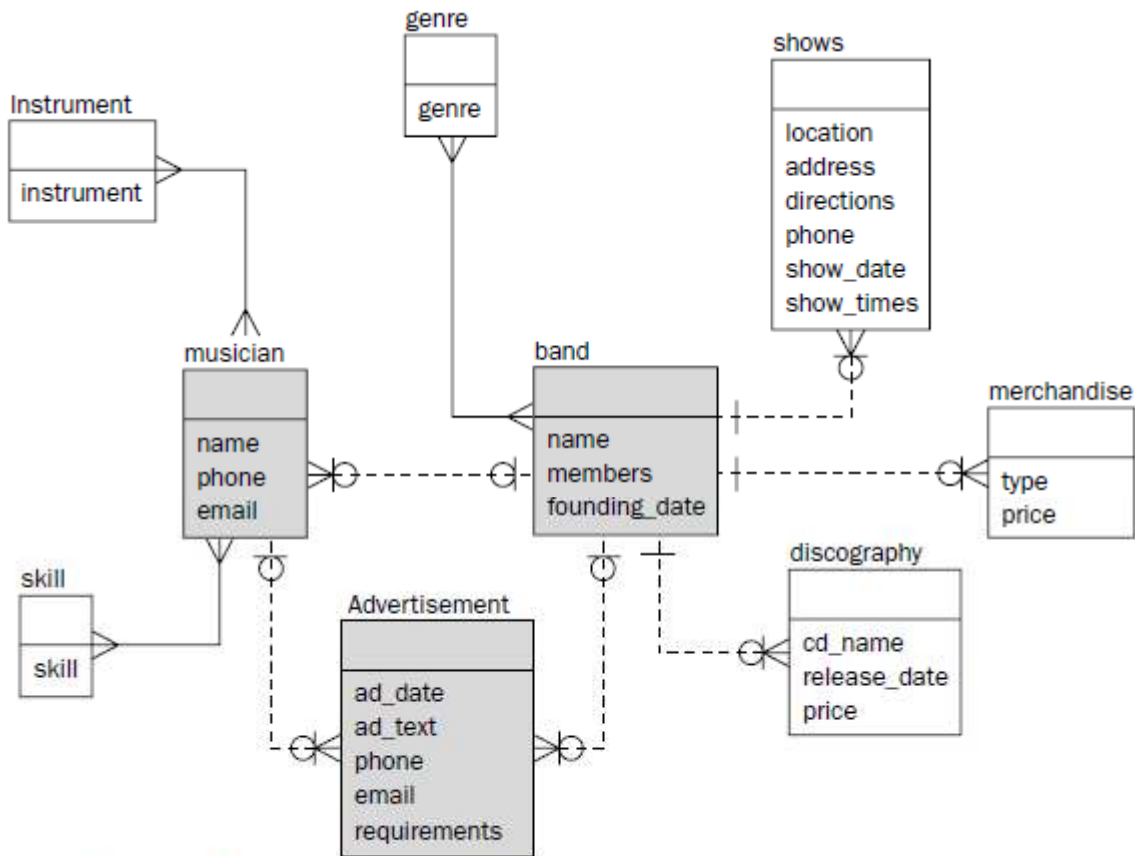 genre
genre
shows
location
address
directions
phone
show_date
show_times
Instrument
instrument
musician
name
phone
email
band
name
members
founding_date
merchandise
type
price
discography
cd_name
release_date
price
skill
skill
Advertisement
ad_date
ad_text
phone
email
requirements